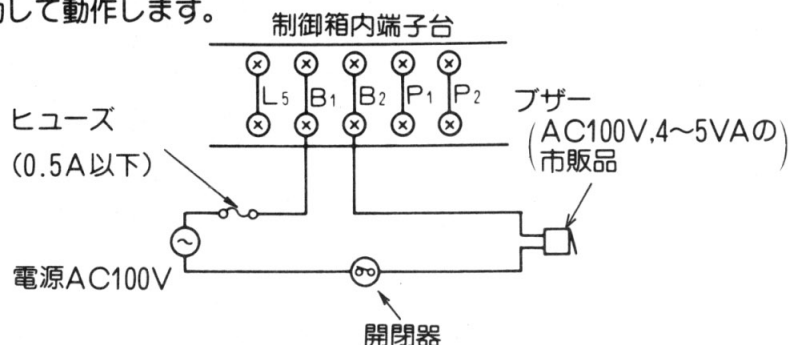 して動作します。
制御箱内端子台
L5 B1 B2 P1 P2
ブザー
(AC100V,4〜5VAの
市販品)
ヒューズ
(0.5A以下)
電源AC100V
開閉器